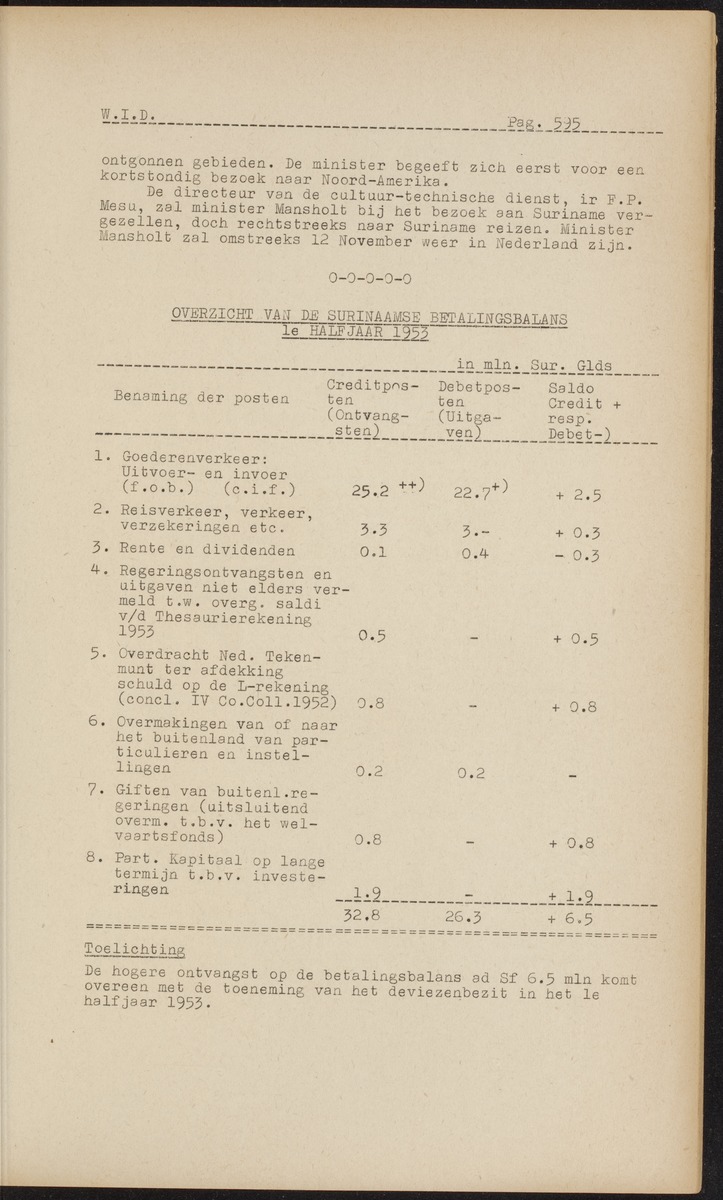 W.I.D. Pag. 595
ontgonnen gebieden. De minister begeeft zich eerst voor een
kortstondig bezoek naar Noord-Amerika.
De directeur van de cultuur-technische dienst, ir F.P.
Mesu, zal minister Mansholt bij het bezoek aan Suriname ver-
gezellen, doch rechtstreeks naar Suriname reizen. Minister
Mansholt zal omstreeks 12 November weer in Nederland zijn.
0-0-0-0-0
OVERZICHT VAN DE SURINAAMSE BETALINGSBALANS
1e HALFJAAR 1953
in mln. Sur. Glds
Benaming der posten Creditpos- Debetpos- Saldo
ten ten Credit +
(Ontvang- (Uitga- resp.
sten) ven) Debet-)
1. Goederenverkeer:
Uitvoer- en invoer
(f.o.b.) (c.i.f.) 25.2 ++) 22.7+) + 2.5
2. Reisverkeer, verkeer,
verzekeringen etc. 3.3 3.- + 0.3
3. Rente en dividenden 0.1 0.4 - 0.3
4. Regeringsontvangsten en
uitgaven niet elders ver-
meld t.w. overg. saldi
v/d Thesaurierekening
1953 0.5 - + 0.5
5. Overdracht Ned. Teken-
munt ter afdekking
schuld op de L-rekening
(concl. IV Co.Coll.1952) 0.8 - + 0.8
6. Overmakingen van of naar
het buitenland van par-
ticulieren en instel-
lingen 0.2 0.2 -
7. Giften van buitenl.re-
geringen (uitsluitend
overm. t.b.v. het wel-
vaartsfonds) 0.8 - + 0.8
8. Part. Kapitaal op lange
termijn t.b.v. investe-
ringen 1.9 - + 1.9
32.8 26.3 + 6.5
Toelichting
De hogere ontvangst op de betalingsbalans ad Sf 6.5 mln komt
overeen met de toeneming van het deviezenbezit in het 1e
halfjaar 1953.